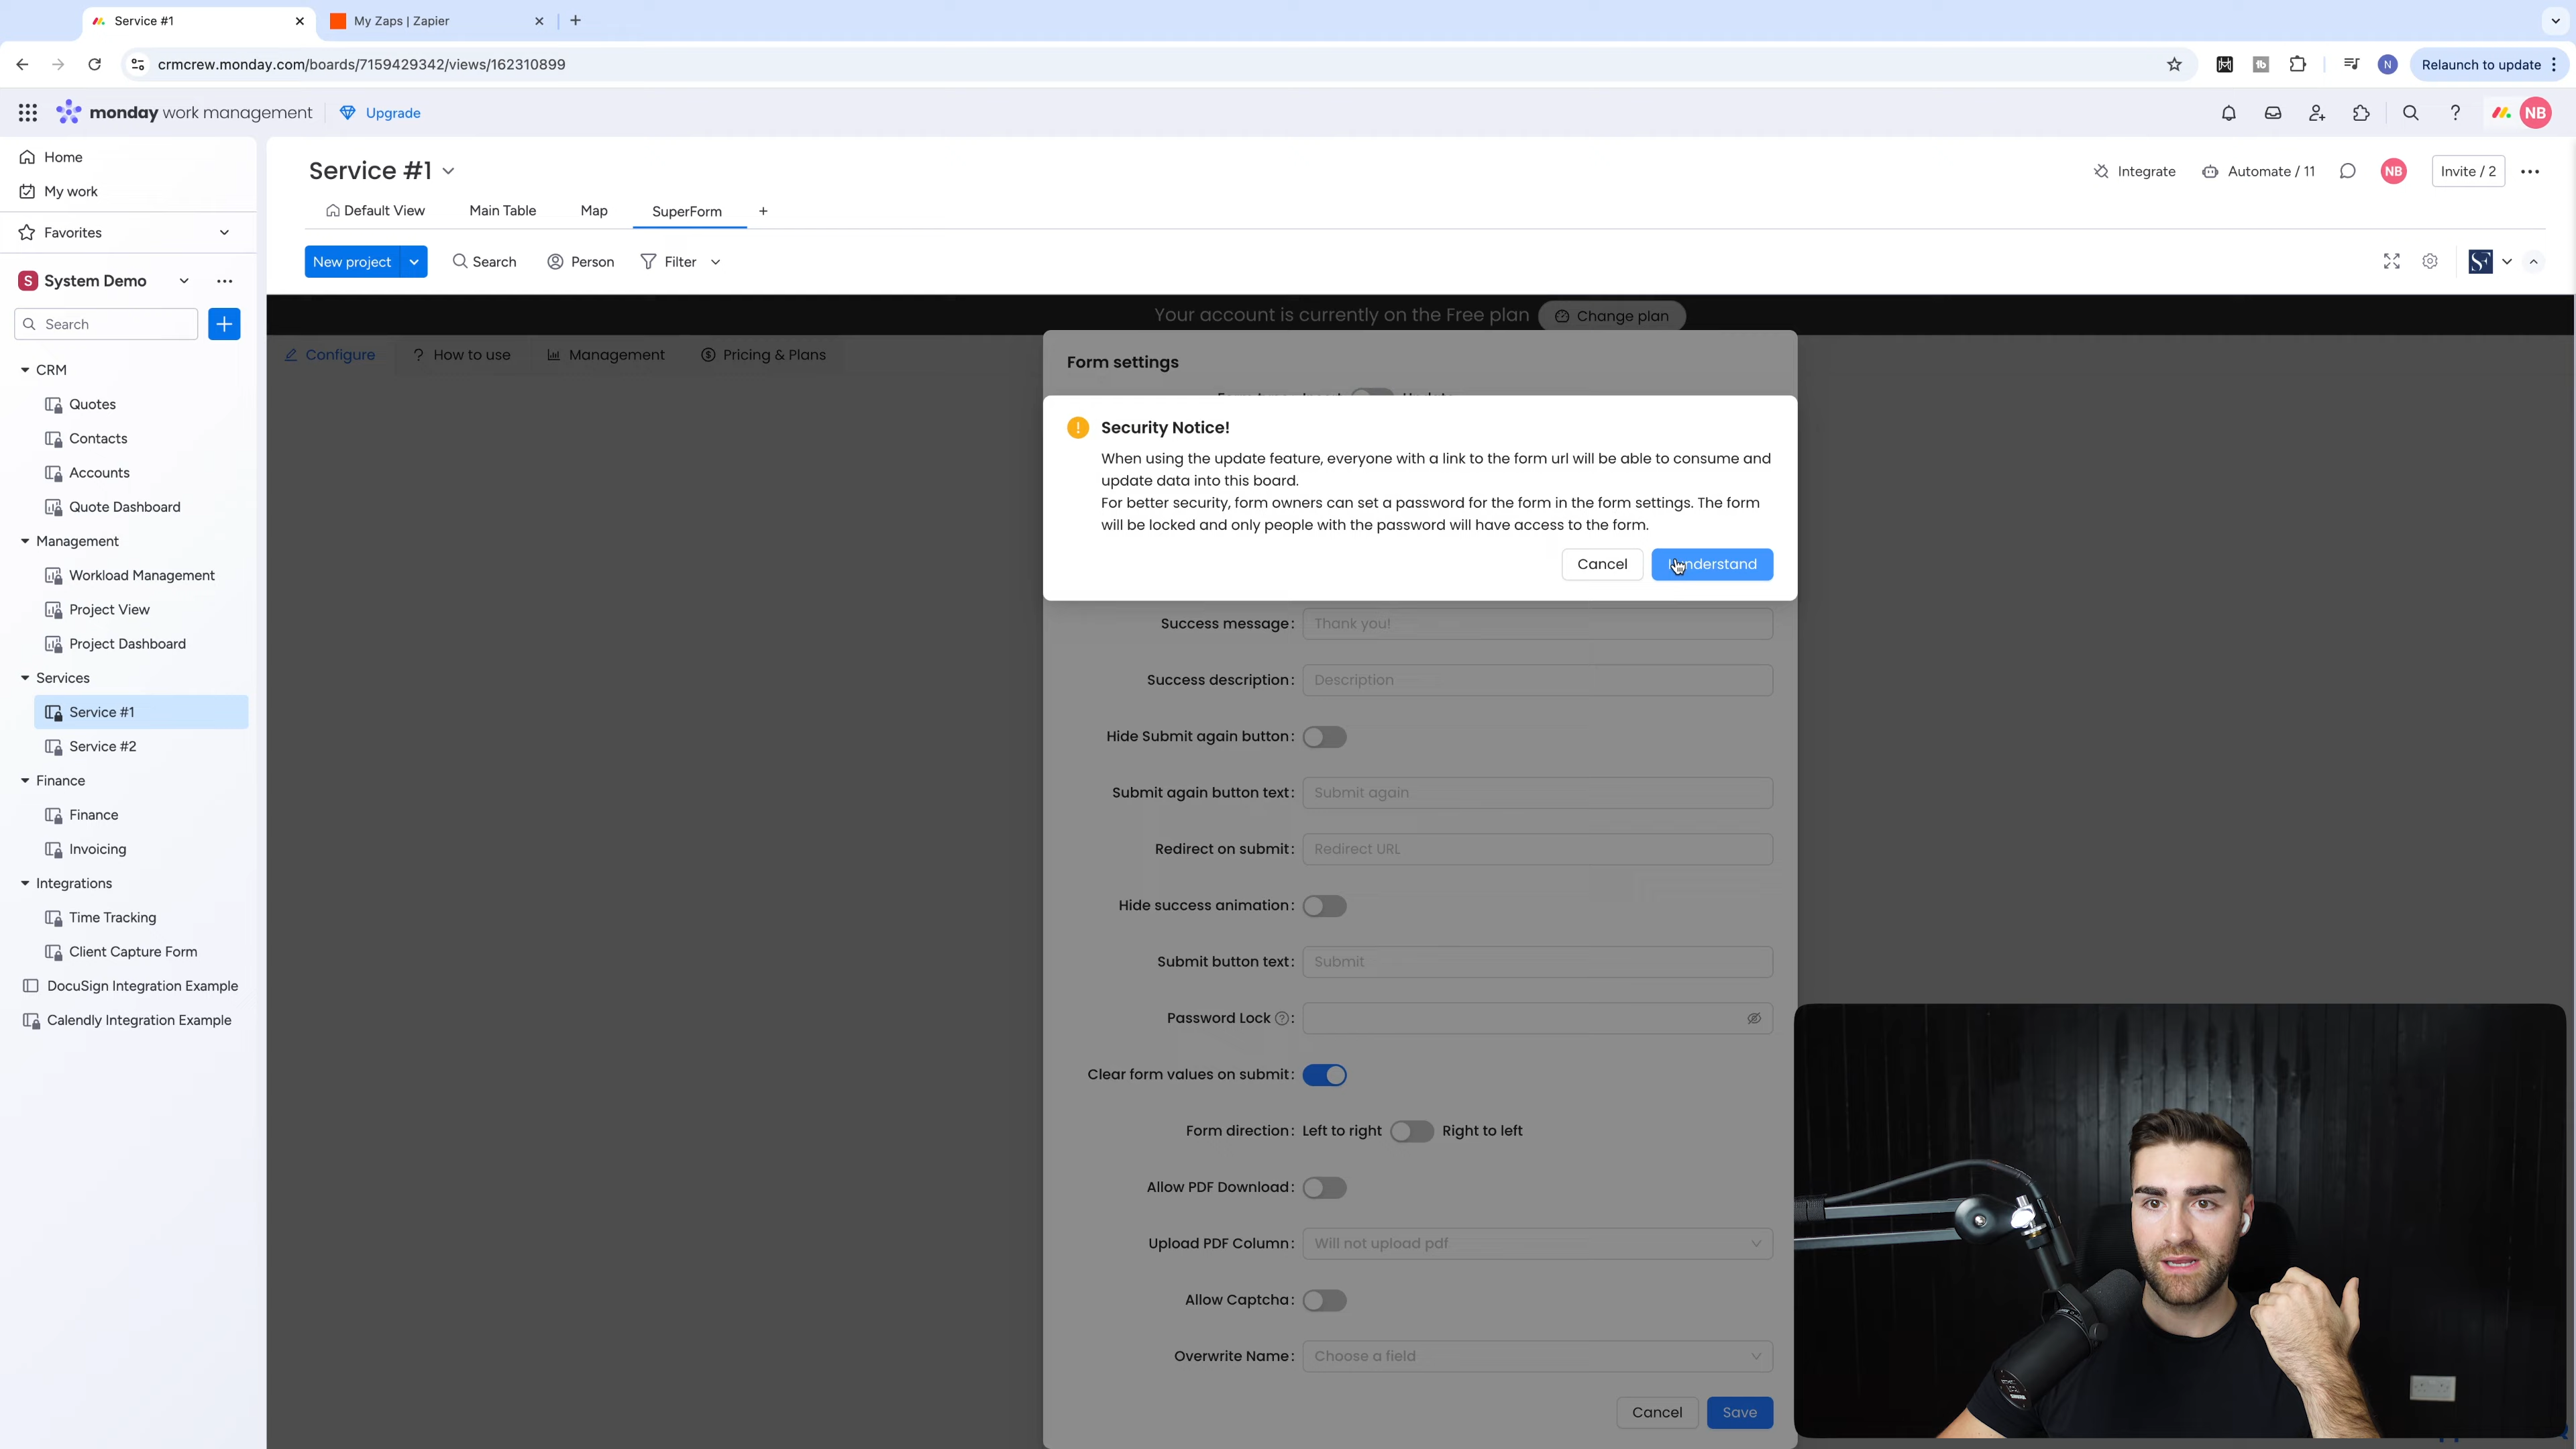 Service #1
My Zaps | Zapier
crmcrew.monday.com/boards/7159429342/views/162310899
N
Relaunch to update
monday work management
Upgrade
NB
Home
My work
Favorites
S System Demo
Search
CRM
Quotes
Contacts
Accounts
Quote Dashboard
Management
Workload Management
Project View
Project Dashboard
Services
Service #1
Service #2
Finance
Finance
Invoicing
Integrations
Time Tracking
Client Capture Form
DocuSign Integration Example
Calendly Integration Example
Service #1
Integrate
Automate / 11
NB
Invite / 2
Default View
Main Table
Map
SuperForm
New project
Search
Person
Filter
SF
Your account is currently on the Free plan
Change plan
Configure
How to use
Management
Pricing & Plans
Form settings
Security Notice!
When using the update feature, everyone with a link to the form url will be able to consume and
update data into this board.
For better security, form owners can set a password for the form in the form settings. The form
will be locked and only people with the password will have access to the form.
Cancel
Success message: Thank you!
Success description: Description
Hide Submit again button:
Submit again button text: Submit again
Redirect on submit: Redirect URL
Hide success animation:
Submit button text: Submit
Password Lock ? :
Clear form values on submit:
Form direction: Left to right Right to left
Allow PDF Download:
Upload PDF Column: Will not upload pdf
Allow Captcha:
Overwrite Name: Choose a field
Cancel
Save